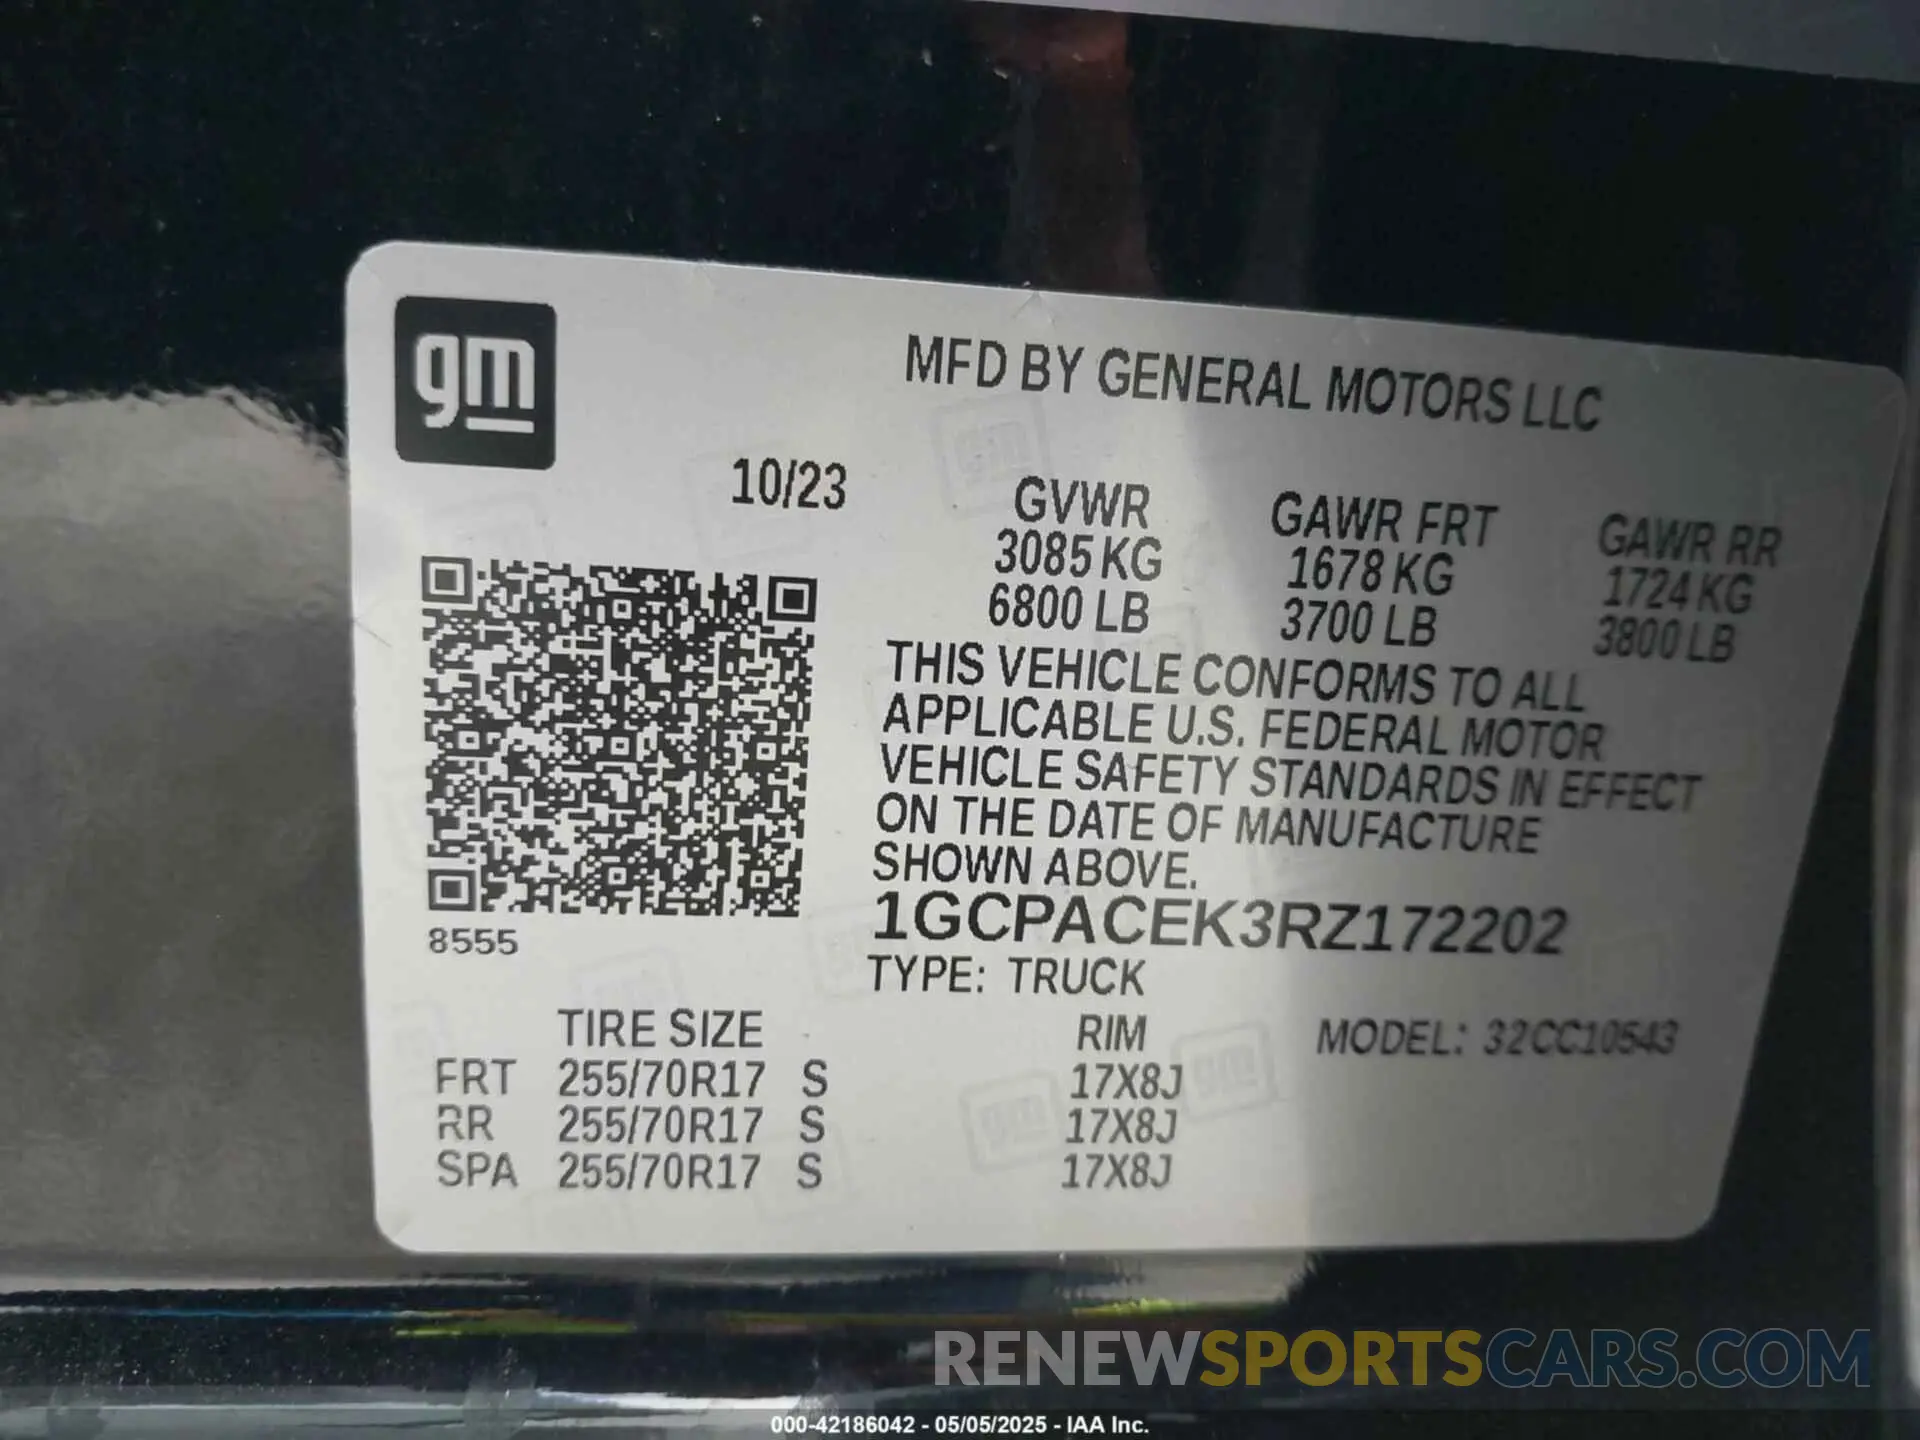 gm
MFD BY GENERAL MOTORS LLC
10/23
GVWR GAWR FRT GAWR RR
3085 KG 1678 KG 1724 KG
6800 LB 3700 LB 3800 LB
THIS VEHICLE CONFORMS TO ALL
APPLICABLE U.S. FEDERAL MOTOR
VEHICLE SAFETY STANDARDS IN EFFECT
ON THE DATE OF MANUFACTURE
SHOWN ABOVE.
1GCPACEK3RZ172202
8555
TYPE: TRUCK
TIRE SIZE RIM MODEL: 32CC10543
FRT 255/70R17 S 17X8J
RR 255/70R17 S 17X8J
SPA 255/70R17 S 17X8J
RENEWSPORTSCARS.COM
000-42186042 - 05/05/2025 - IAA Inc.